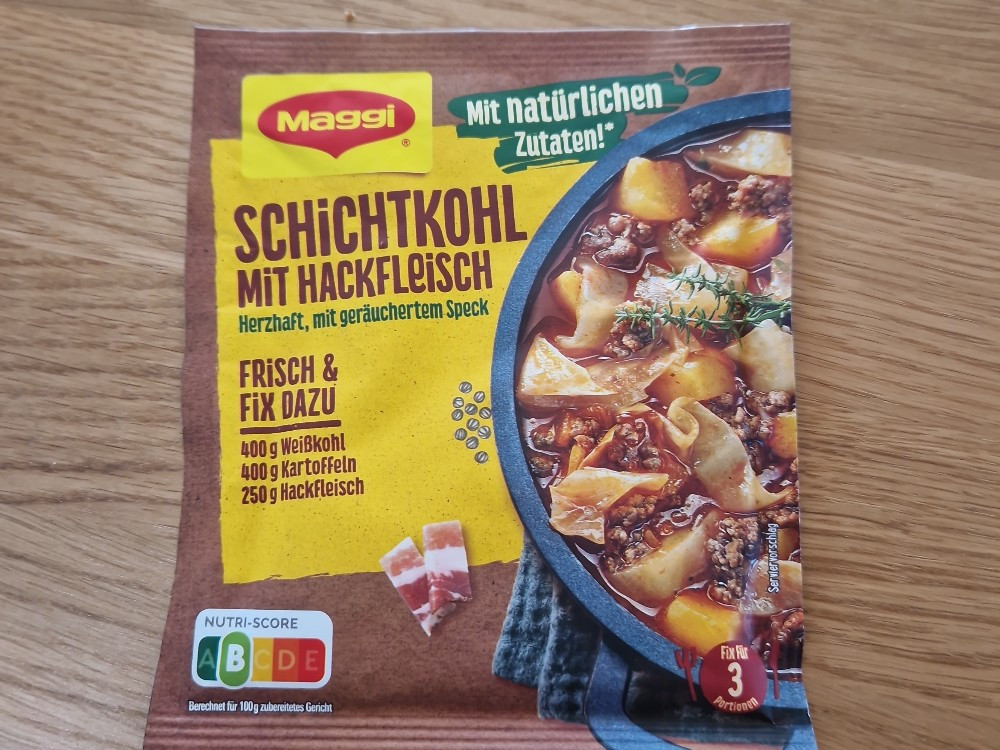 Maggi
®
Mit natürlichen
Zutaten!*
SCHiCHTKOHL
MiT HACKFLeiSCH
Herzhaft, mit geräuchertem Speck
FRiSCH &
FiX DAZU
400 g Weißkohl
400 g Kartoffeln
250 g Hackfleisch
Serviervorschlag
NUTRI-SCORE
A B C D E
Berechnet für 100 g zubereitetes Gericht
Fix für
3
Portionen